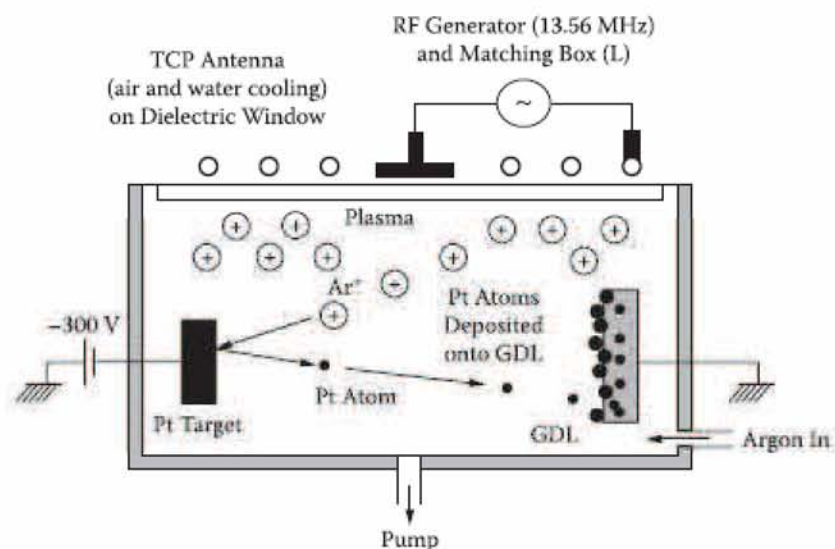 RF Generator (13.56 MHz)
and Matching Box (L)
TCP Antenna
(air and water cooling)
on Dielectric Window
~
Plasma
+ + + + + + + + + + + + +
Ar+
+
Pt Atoms
Deposited
onto GDL
−300 V
Pt Atom
Pt Target
GDL
Argon In
Pump